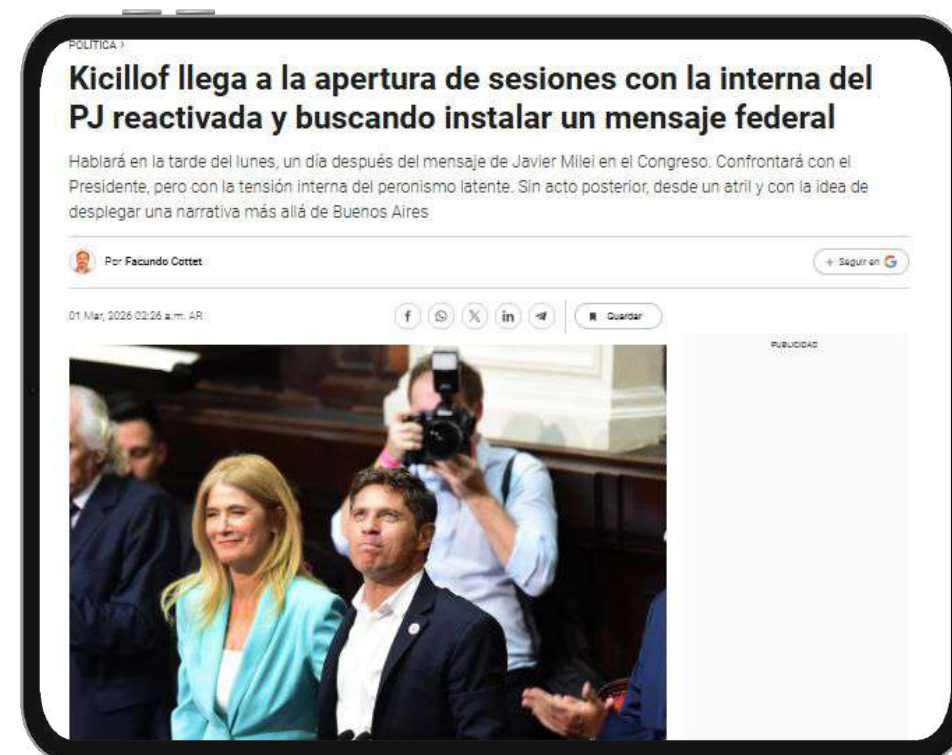 POLÍTICA >
Kicillof llega a la apertura de sesiones con la interna del
PJ reactivada y buscando instalar un mensaje federal
Hablará en la tarde del lunes, un día después del mensaje de Javier Milei en el Congreso. Confrontará con el
Presidente, pero con la tensión interna del peronismo latente. Sin acto posterior, desde un atril y con la idea de
desplegar una narrativa más allá de Buenos Aires
Por Facundo Cottet
+ Seguir en G
01 Mar, 2026 02:26 a.m. AR
Guardar
PUBLICIDAD